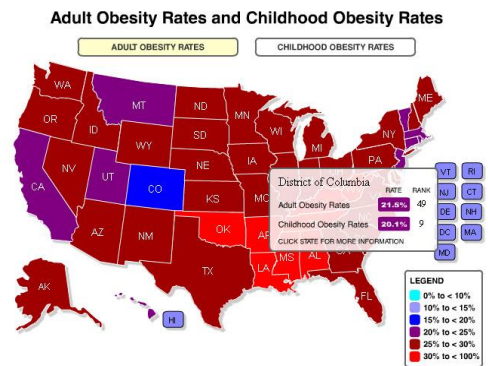 Adult Obesity Rates and Childhood Obesity Rates
ADULT OBESITY RATES
CHILDHOOD OBESITY RATES
WA
MT
ND
MN
ME
OR
ID
SD
WI
MI
NY
WY
NV
NE
IA
PA
CA
UT
CO
KS
MO
AZ
NM
OK
TX
LA
MS
AL
FL
AK
HI
District of Columbia
RATE RANK
Adult Obesity Rates 21.5% 49
Childhood Obesity Rates 20.1% 9
CLICK STATE FOR MORE INFORMATION
VT RI
NJ CT
DE NH
DC MA
MD
LEGEND
0% to < 10%
10% to < 15%
15% to < 20%
20% to < 25%
25% to < 30%
30% to < 100%